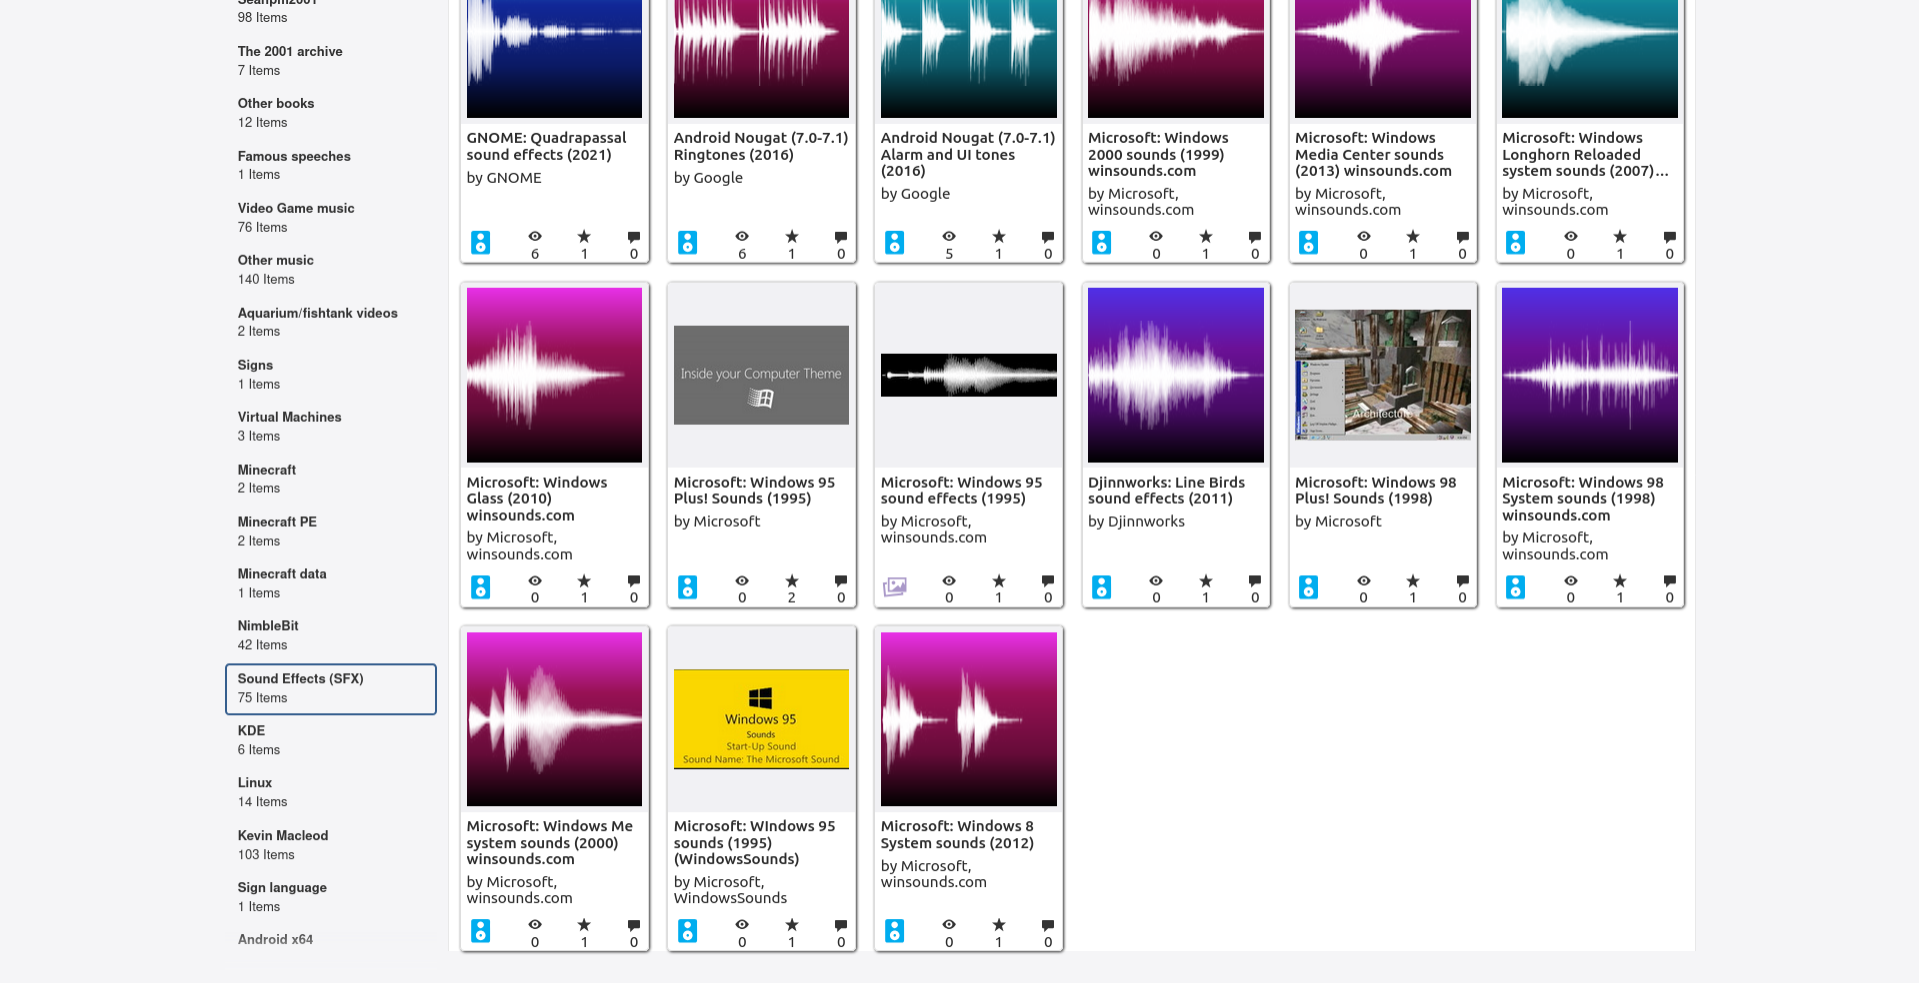 Seanpm2001
98 Items
The 2001 archive
7 Items
Other books
12 Items
Famous speeches
1 Items
Video Game music
76 Items
Other music
140 Items
Aquarium/fishtank videos
2 Items
Signs
1 Items
Virtual Machines
3 Items
Minecraft
2 Items
Minecraft PE
2 Items
Minecraft data
1 Items
NimbleBit
42 Items
Sound Effects (SFX)
75 Items
KDE
6 Items
Linux
14 Items
Kevin Macleod
103 Items
Sign language
1 Items
Android x64
GNOME: Quadrapassal
sound effects (2021)
by GNOME
6 1 0
Android Nougat (7.0-7.1)
Ringtones (2016)
by Google
6 1 0
Android Nougat (7.0-7.1)
Alarm and UI tones
(2016)
by Google
5 1 0
Microsoft: Windows
2000 sounds (1999)
winsounds.com
by Microsoft,
winsounds.com
0 1 0
Microsoft: Windows
Media Center sounds
(2013) winsounds.com
by Microsoft,
winsounds.com
0 1 0
Microsoft: Windows
Longhorn Reloaded
system sounds (2007)...
by Microsoft,
winsounds.com
0 1 0
Microsoft: Windows
Glass (2010)
winsounds.com
by Microsoft,
winsounds.com
0 1 0
Inside your Computer Theme
Microsoft: Windows 95
Plus! Sounds (1995)
by Microsoft
0 2 0
Microsoft: Windows 95
sound effects (1995)
by Microsoft,
winsounds.com
0 1 0
Djinnworks: Line Birds
sound effects (2011)
by Djinnworks
0 1 0
Architecture
Microsoft: Windows 98
Plus! Sounds (1998)
by Microsoft
0 1 0
Microsoft: Windows 98
System sounds (1998)
winsounds.com
by Microsoft,
winsounds.com
0 1 0
Microsoft: Windows Me
system sounds (2000)
winsounds.com
by Microsoft,
winsounds.com
0 1 0
Windows 95
Sounds
Start-Up Sound
Sound Name: The Microsoft Sound
Microsoft: WIndows 95
sounds (1995)
(WindowsSounds)
by Microsoft,
WindowsSounds
0 1 0
Microsoft: Windows 8
System sounds (2012)
by Microsoft,
winsounds.com
0 1 0